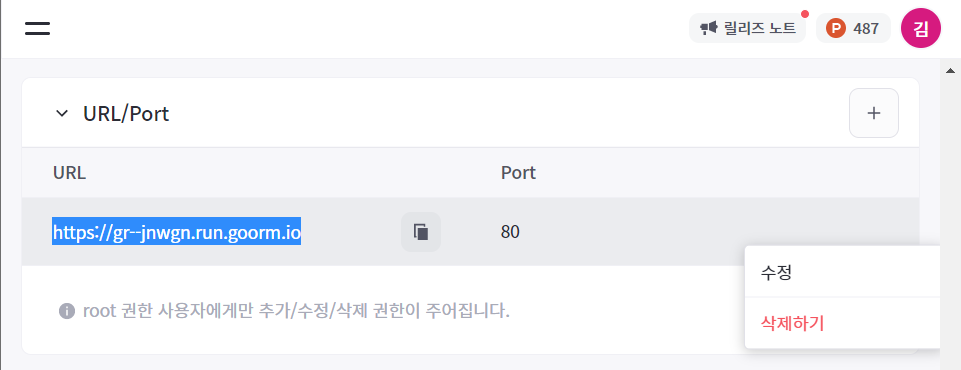 릴리즈 노트
P 487
김
URL/Port
URL Port
https://gr--jnwgn.run.goorm.io 80
수정
root 권한 사용자에게만 추가/수정/삭제 권한이 주어집니다.
삭제하기